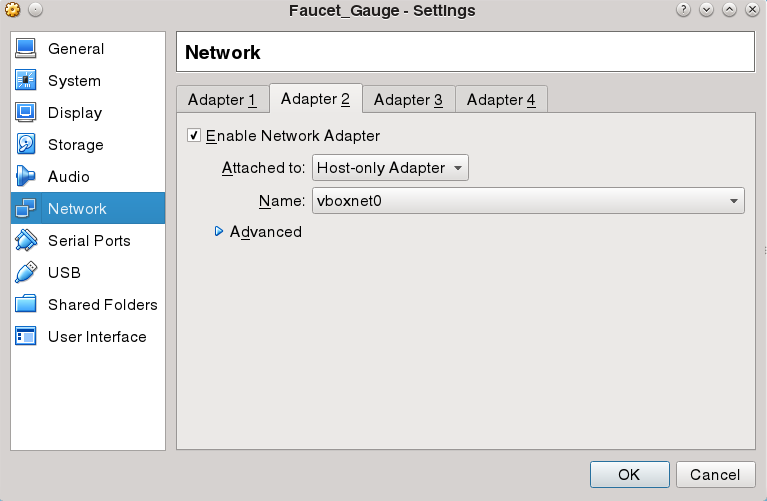 Faucet_Gauge - Settings
General
System
Display
Storage
Audio
Network
Serial Ports
USB
Shared Folders
User Interface
Network
Adapter 1 Adapter 2 Adapter 3 Adapter 4
Enable Network Adapter
Attached to: Host-only Adapter
Name: vboxnet0
Advanced
OK Cancel